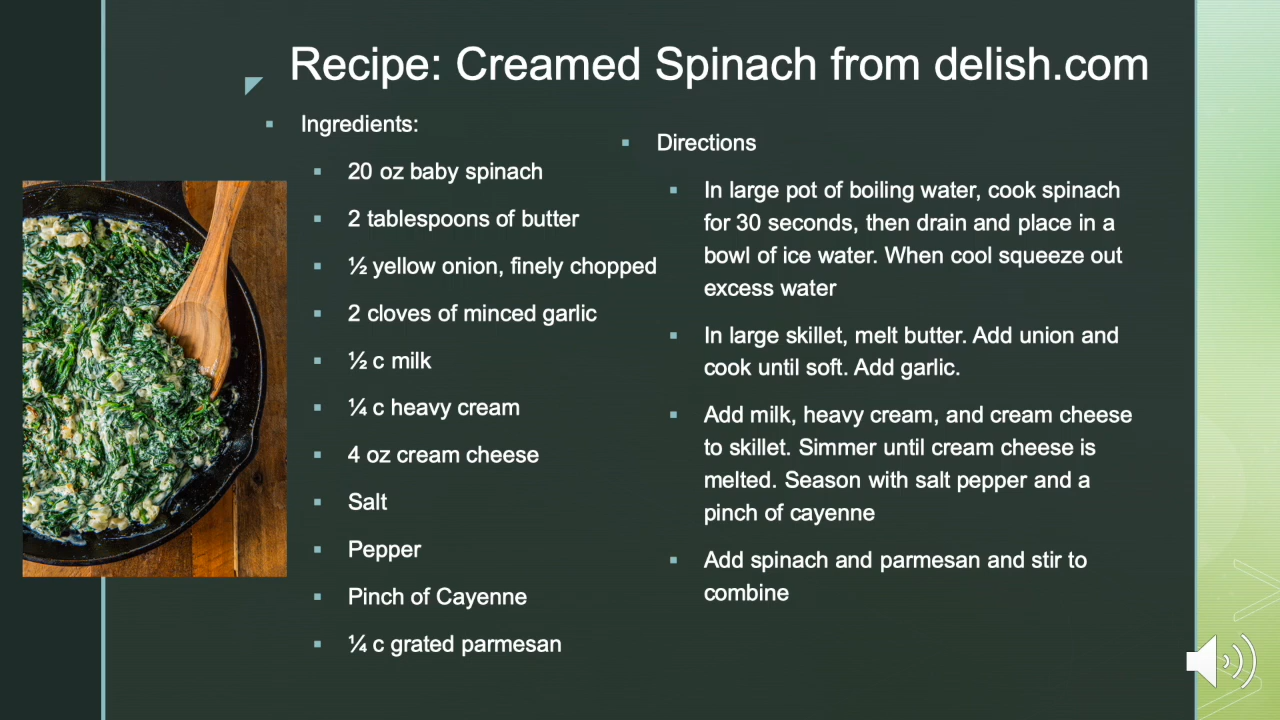 Recipe: Creamed Spinach from delish.com
Ingredients:
20 oz baby spinach
2 tablespoons of butter
½ yellow onion, finely chopped
2 cloves of minced garlic
½ c milk
¼ c heavy cream
4 oz cream cheese
Salt
Pepper
Pinch of Cayenne
¼ c grated parmesan
Directions
In large pot of boiling water, cook spinach
for 30 seconds, then drain and place in a
bowl of ice water. When cool squeeze out
excess water
In large skillet, melt butter. Add union and
cook until soft. Add garlic.
Add milk, heavy cream, and cream cheese
to skillet. Simmer until cream cheese is
melted. Season with salt pepper and a
pinch of cayenne
Add spinach and parmesan and stir to
combine